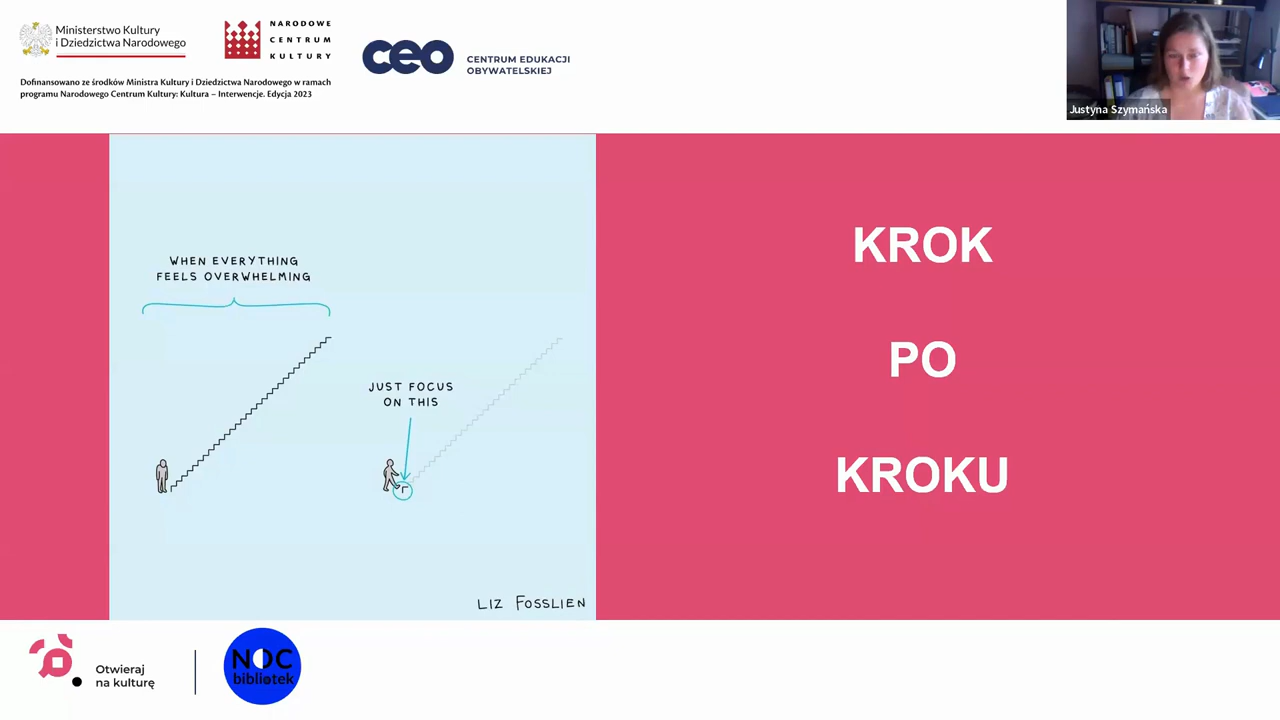 Ministerstwo Kultury
i Dziedzictwa Narodowego
NARODOWE
CENTRUM
KULTURY
ceo
CENTRUM EDUKACJI
OBYWATELSKIEJ
Dofinansowano ze środków Ministra Kultury i Dziedzictwa Narodowego w ramach
programu Narodowego Centrum Kultury: Kultura – Interwencje. Edycja 2023
Justyna Szymańska
WHEN EVERYTHING
FEELS OVERWHELMING
JUST FOCUS
ON THIS
LIZ FOSSLIEN
KROK
PO
KROKU
Otwieraj
na kulturę
NOC
bibliotek